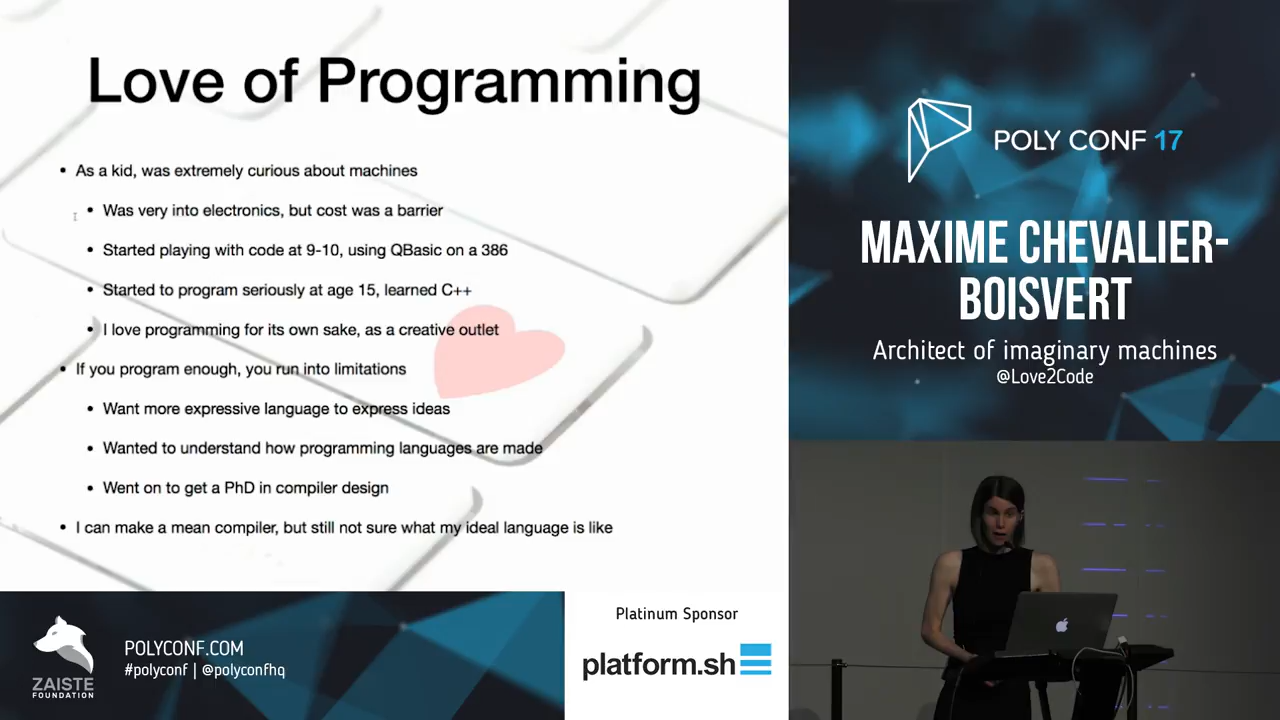 Love of Programming
• As a kid, was extremely curious about machines
• Was very into electronics, but cost was a barrier
• Started playing with code at 9-10, using QBasic on a 386
• Started to program seriously at age 15, learned C++
• I love programming for its own sake, as a creative outlet
• If you program enough, you run into limitations
• Want more expressive language to express ideas
• Wanted to understand how programming languages are made
• Went on to get a PhD in compiler design
• I can make a mean compiler, but still not sure what my ideal language is like
POLY CONF 17
MAXIME CHEVALIER-
BOISVERT
Architect of imaginary machines
@Love2Code
ZAISTE
FOUNDATION
POLYCONF.COM
#polyconf | @polyconfhq
Platinum Sponsor
platform.sh